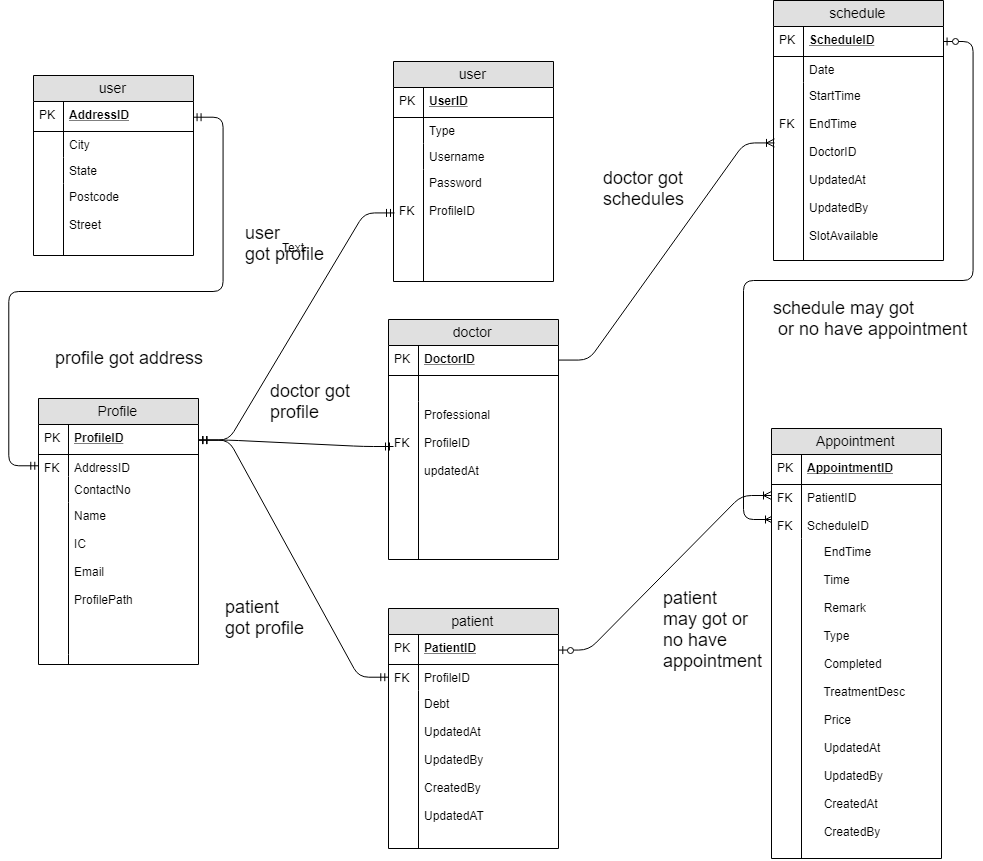 schedule
PK ScheduleID
Date
StartTime
FK EndTime
DoctorID
UpdatedAt
UpdatedBy
SlotAvailable
user
PK AddressID
City
State
Postcode
Street
user
PK UserID
Type
Username
Password
FK ProfileID
doctor got
schedules
user
Text
got profile
schedule may got
or no have appointment
profile got address
doctor
PK DoctorID
Professional
FK ProfileID
updatedAt
doctor got
profile
Profile
PK ProfileID
FK AddressID
ContactNo
Name
IC
Email
ProfilePath
Appointment
PK AppointmentID
FK PatientID
FK ScheduleID
EndTime
Time
Remark
Type
Completed
TreatmentDesc
Price
UpdatedAt
UpdatedBy
CreatedAt
CreatedBy
patient
got profile
patient
may got or
no have
appointment
patient
PK PatientID
FK ProfileID
Debt
UpdatedAt
UpdatedBy
CreatedBy
UpdatedAT